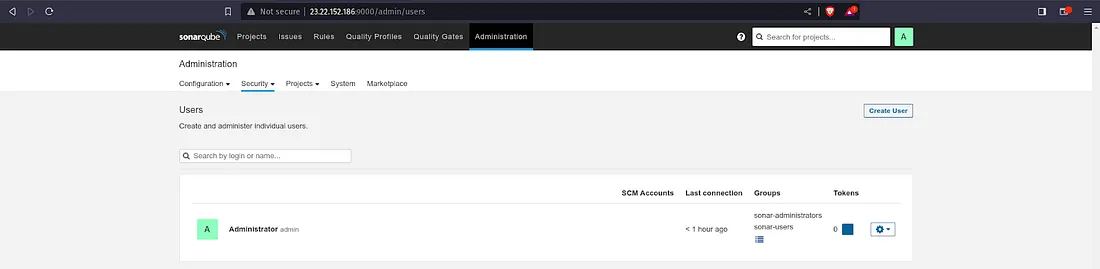 Not secure 23.22.152.186:9000/admin/users
sonarqube Projects Issues Rules Quality Profiles Quality Gates Administration Search for projects... A
Administration
Configuration Security Projects System Marketplace
Users
Create User
Create and administer individual users.
Search by login or name...
SCM Accounts Last connection Groups Tokens
A Administrator admin < 1 hour ago sonar-administrators
sonar-users
0